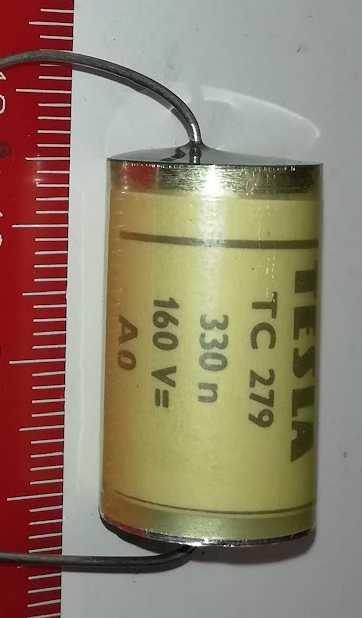 TESLA
TC 279
330 n
160 V=
A0